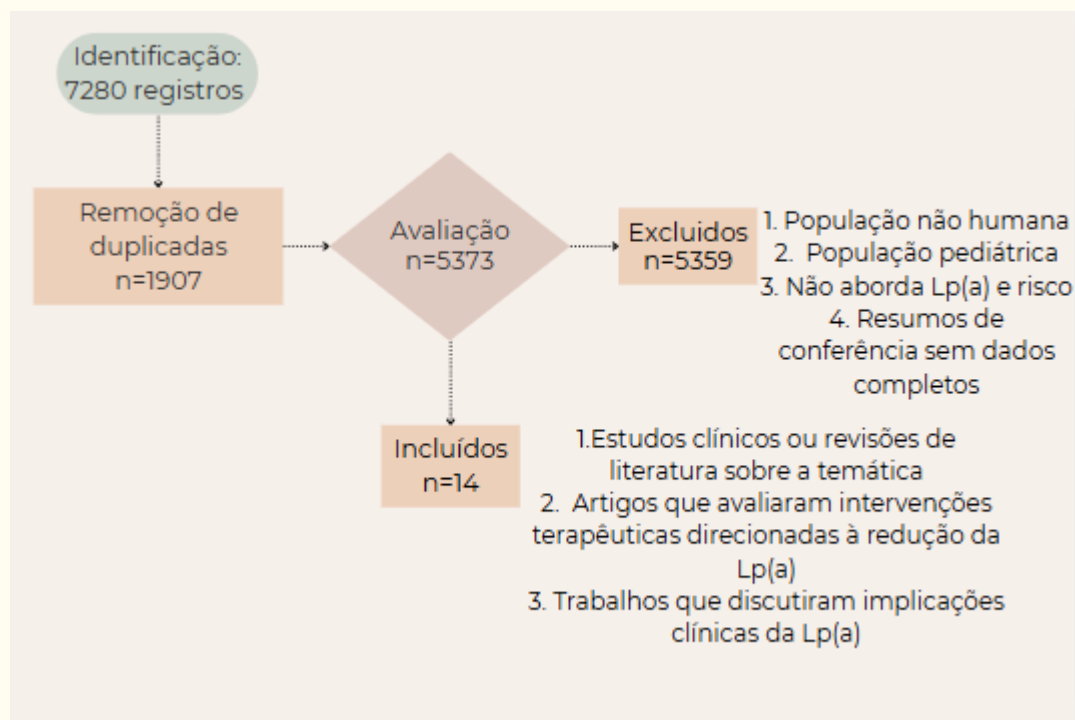 Identificação:
7280 registros
Remoção de
duplicadas
n=1907
Avaliação
n=5373
Excluidos
n=5359
1. População não humana
2. População pediátrica
3. Não aborda Lp(a) e risco
4. Resumos de
conferência sem dados
completos
Incluídos
n=14
1.Estudos clínicos ou revisões de
literatura sobre a temática
2. Artigos que avaliaram intervenções
terapêuticas direcionadas à redução da
Lp(a)
3. Trabalhos que discutiram implicações
clínicas da Lp(a)